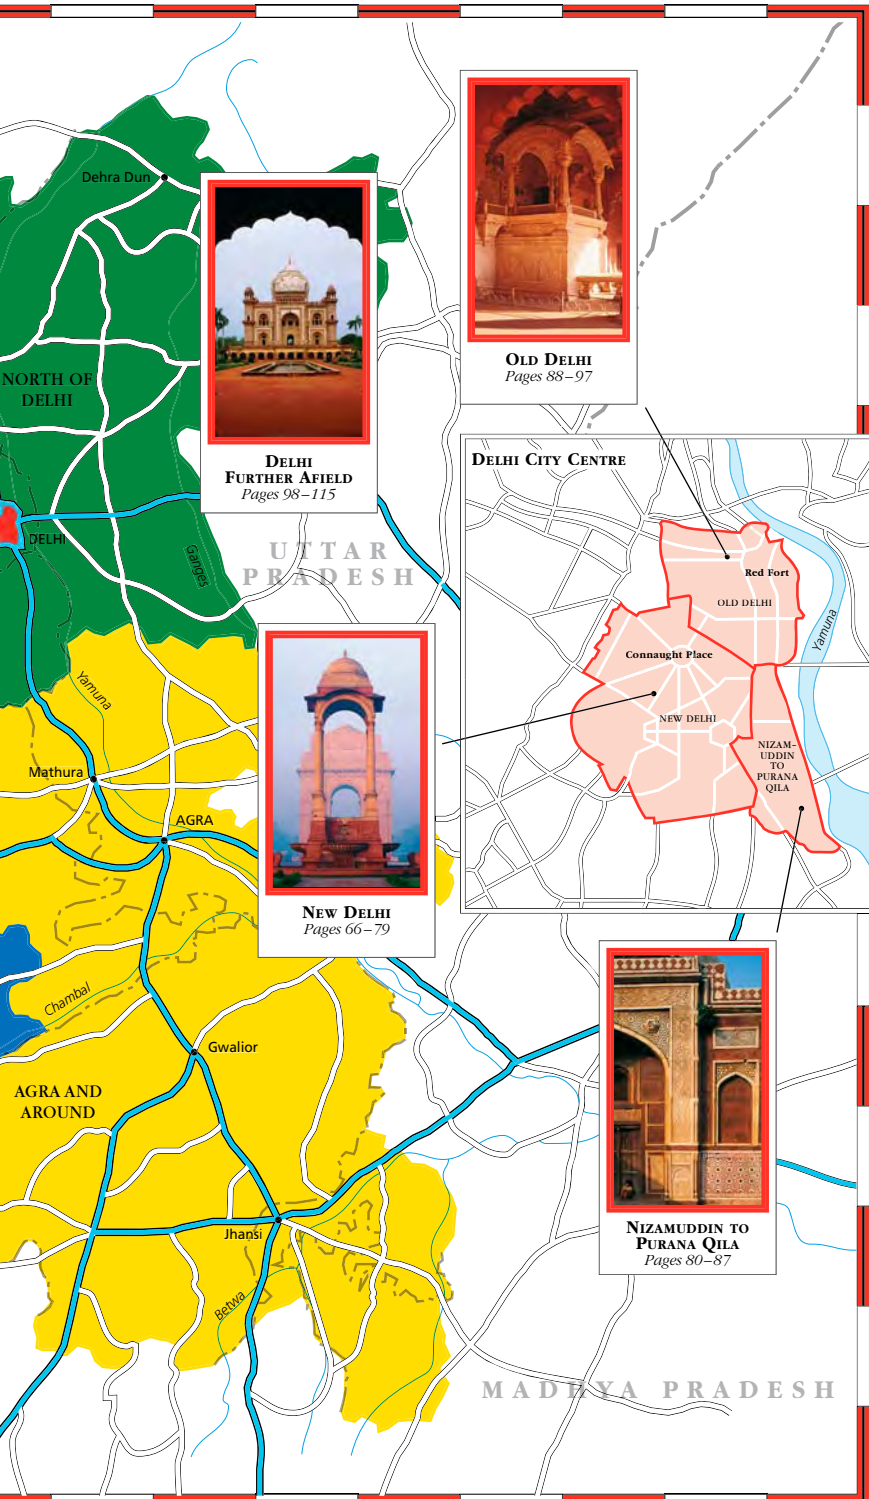 Dehra Dun
OLD DELHI
Pages 88–97
NORTH OF
DELHI
DELHI
FURTHER AFIELD
Pages 98–115
DELHI CITY CENTRE
DELHI
Ganges
UTTAR
PRADESH
Red Fort
OLD DELHI
Yamuna
Connaught Place
NEW DELHI
NIZAM-
UDDIN
TO
PURANA
QILA
Yamuna
Mathura
AGRA
NEW DELHI
Pages 66–79
Chambal
Gwalior
AGRA AND
AROUND
Jhansi
NIZAMUDDIN TO
PURANA QILA
Pages 80–87
Betwa
MADHYA PRADESH